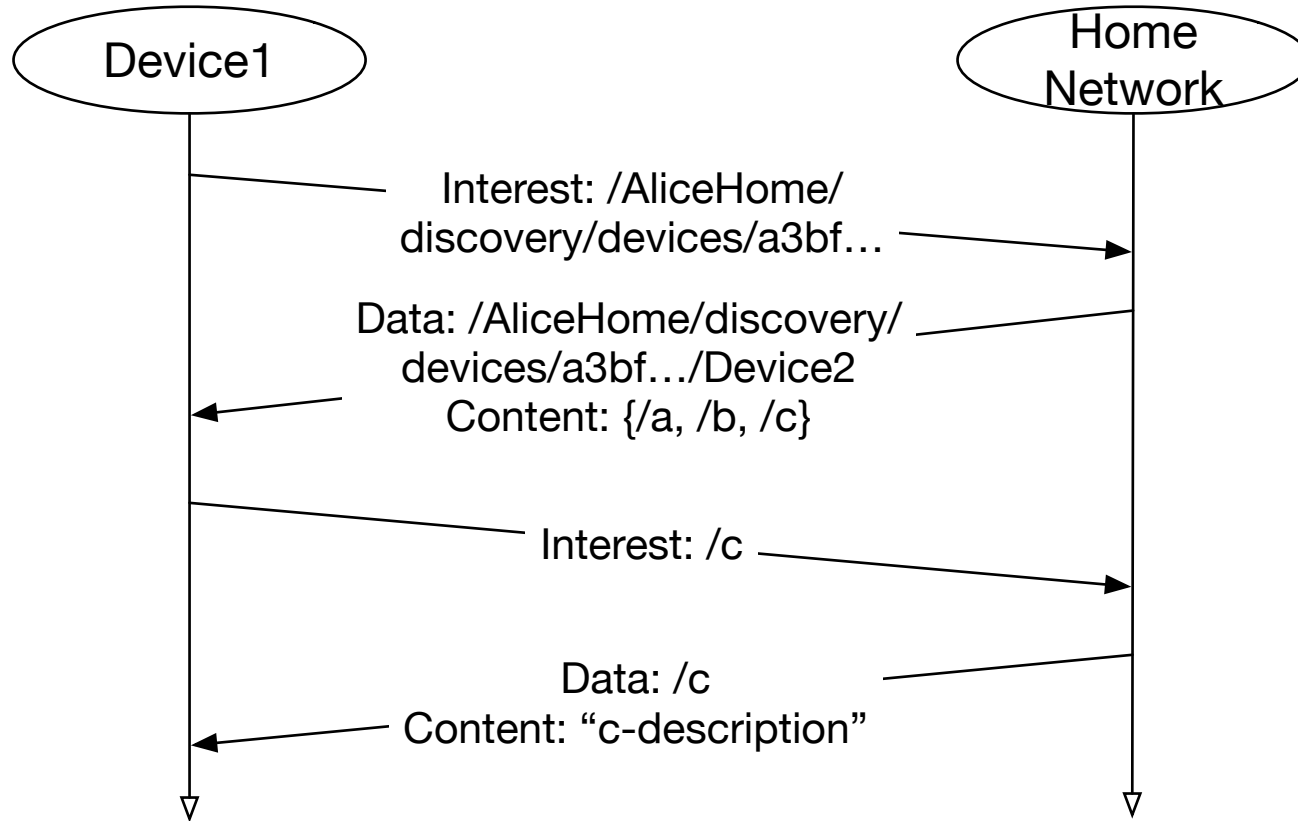 Device1
Home
Network
Interest: /AliceHome/
discovery/devices/a3bf…
Data: /AliceHome/discovery/
devices/a3bf…/Device2
Content: {/a, /b, /c}
Interest: /c
Data: /c
Content: “c-description”